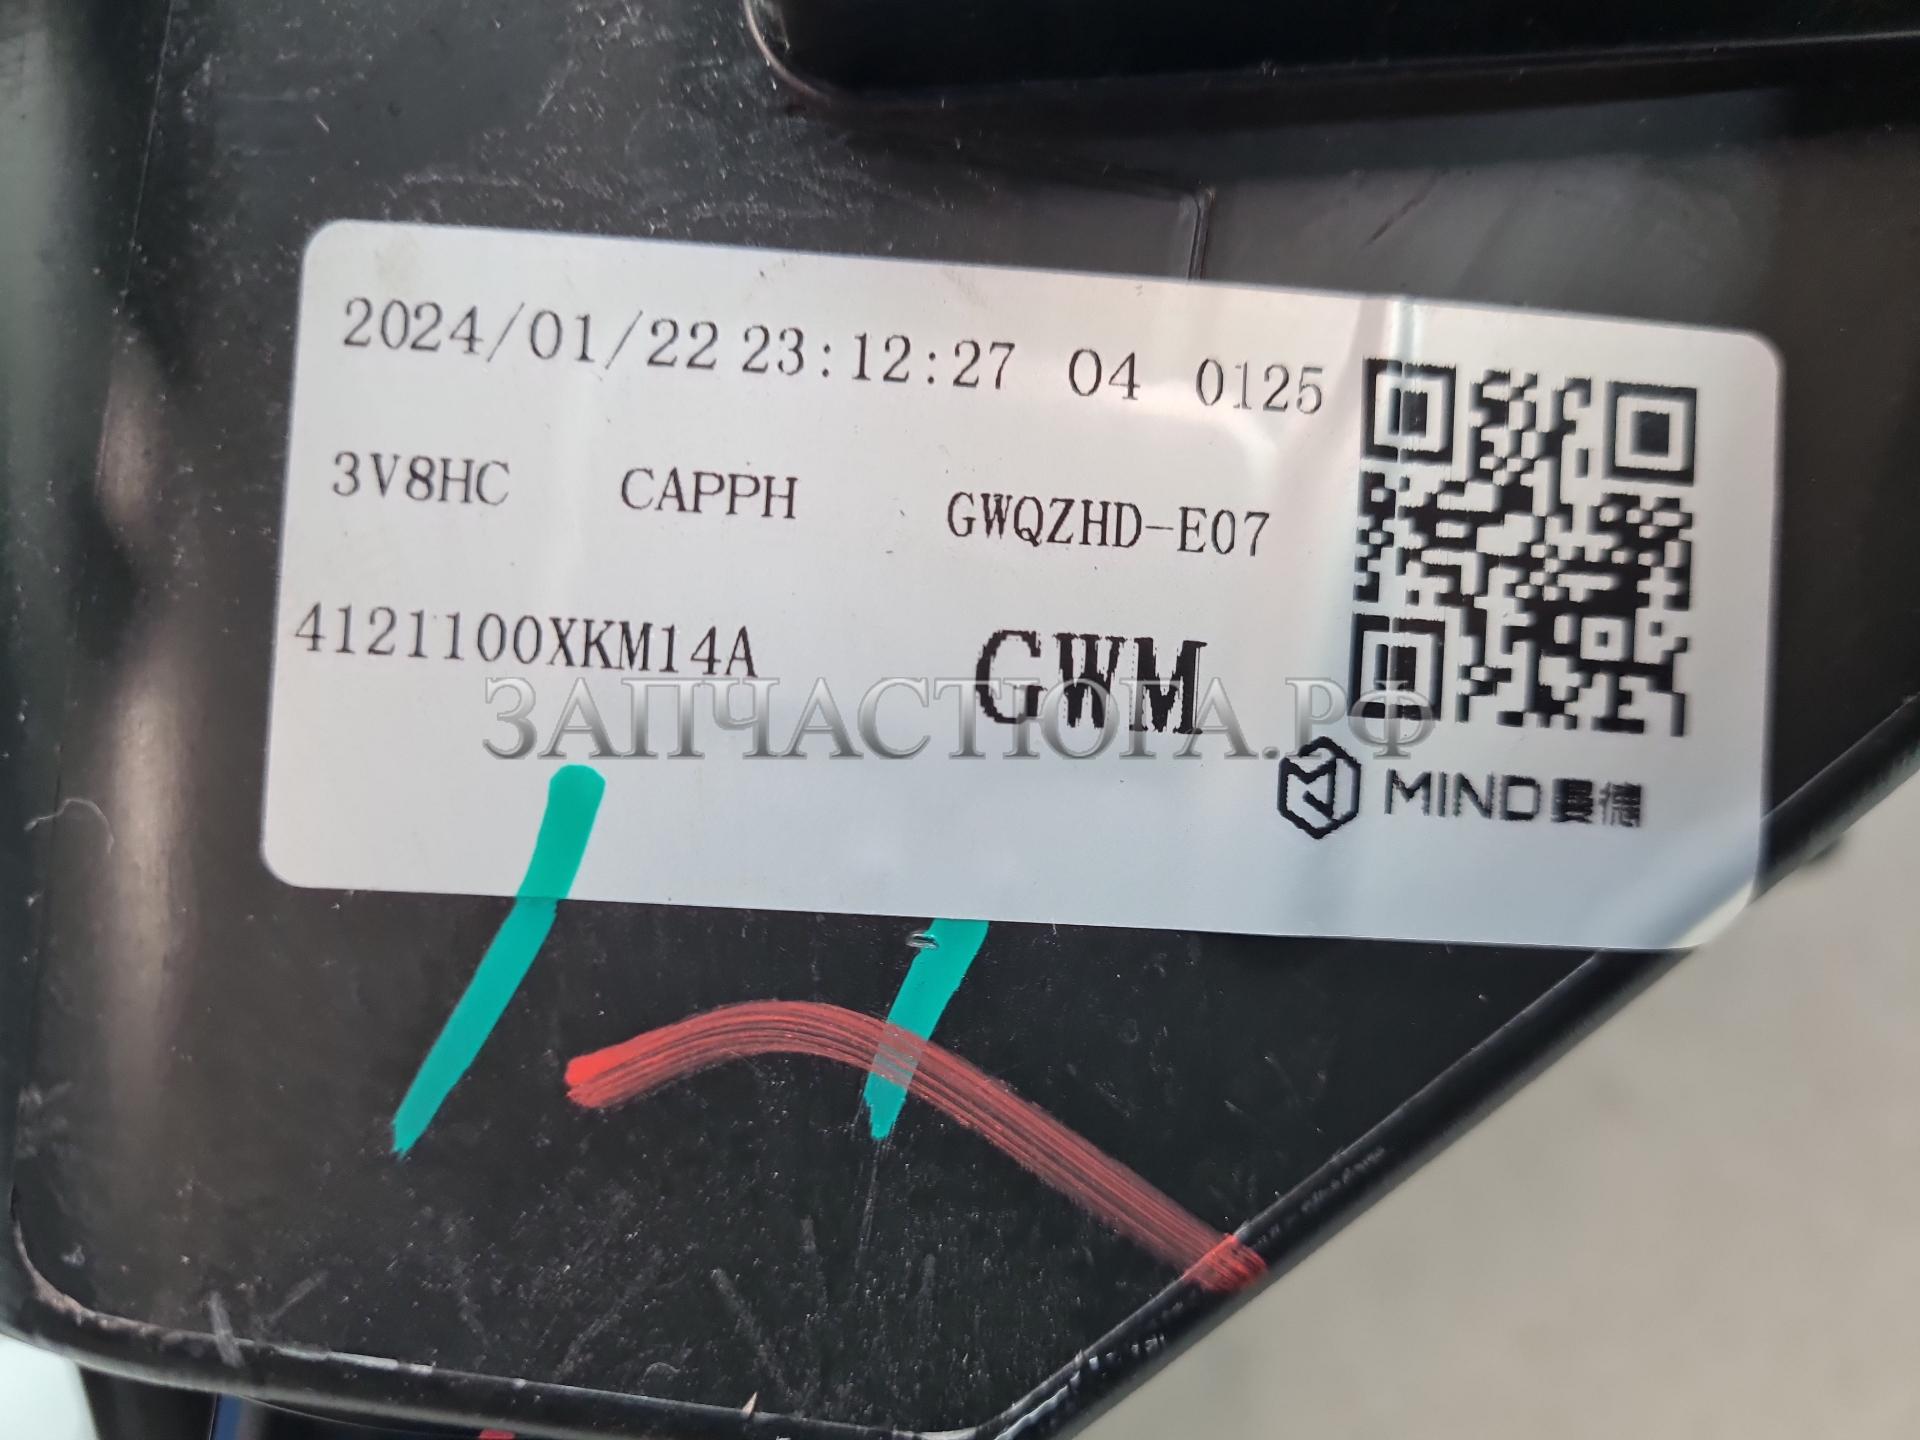 2024/01/22 23:12:27 04 0125
3V8HC CAPPH GWQZHD-E07
4121100XKM14A GWM
ЗАПЧАСТЮГА.РФ
MIND